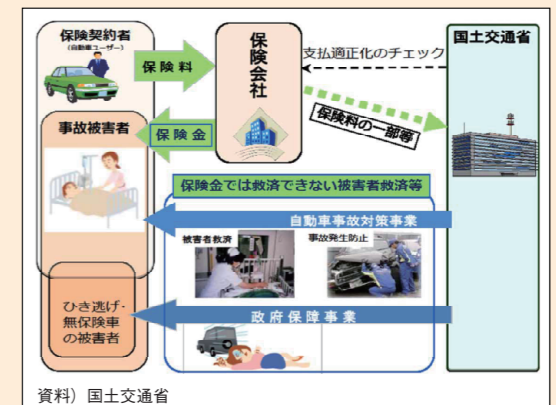 保険契約者
(自動車ユーザー)
保険料
保険会社
支払適正化のチェック
国土交通省
事故被害者
保険金
保険料の一部等
保険金では救済できない被害者救済等
自動車事故対策事業
被害者救済
事故発生防止
ひき逃げ・
無保険車
の被害者
政府保障事業
資料）国土交通省